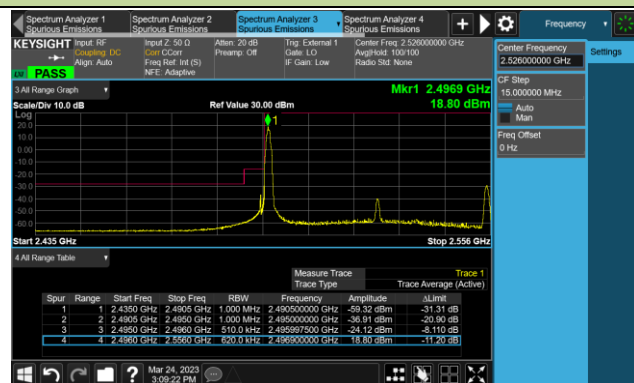 Spectrum Analyzer 1
Spurious Emissions
Spectrum Analyzer 2
Spurious Emissions
Spectrum Analyzer 3
Spurious Emissions
Spectrum Analyzer 4
Spurious Emissions
Frequency
KEYSIGHT
Input: RF
Coupling: DC
Align: Auto
Input Z: 50 Ω
Corr CCorr
Freq Ref: Int (S)
NFE: Adaptive
Atten: 20 dB
Preamp: Off
Trig: External 1
Gate: LO
IF Gain: Low
Center Freq: 2.526000000 GHz
Avg|Hold: 100/100
Radio Std: None
PASS
Center Frequency
2.526000000 GHz
Settings
CF Step
15.000000 MHz
Auto
Man
Freq Offset
0 Hz
3 All Range Graph
Mkr1 2.4969 GHz
Scale/Div 10.0 dB
Ref Value 30.00 dBm
18.80 dBm
Log
20.0
10.0
0.00
-10.0
-20.0
-30.0
-40.0
-50.0
-60.0
1
Start 2.435 GHz
Stop 2.556 GHz
4 All Range Table
Measure Trace Trace 1
Trace Type Trace Average (Active)
Spur Range Start Freq Stop Freq RBW Frequency Amplitude ΔLimit
1 1 2.4350 GHz 2.4905 GHz 1.000 MHz 2.490500000 GHz -59.32 dBm -31.31 dB
2 2 2.4905 GHz 2.4950 GHz 1.000 MHz 2.495000000 GHz -36.91 dBm -20.90 dB
3 3 2.4950 GHz 2.4960 GHz 510.0 kHz 2.495997500 GHz -24.12 dBm -8.110 dB
4 4 2.4960 GHz 2.5560 GHz 620.0 kHz 2.496900000 GHz 18.80 dBm -11.20 dB
Mar 24, 2023
3:09:22 PM